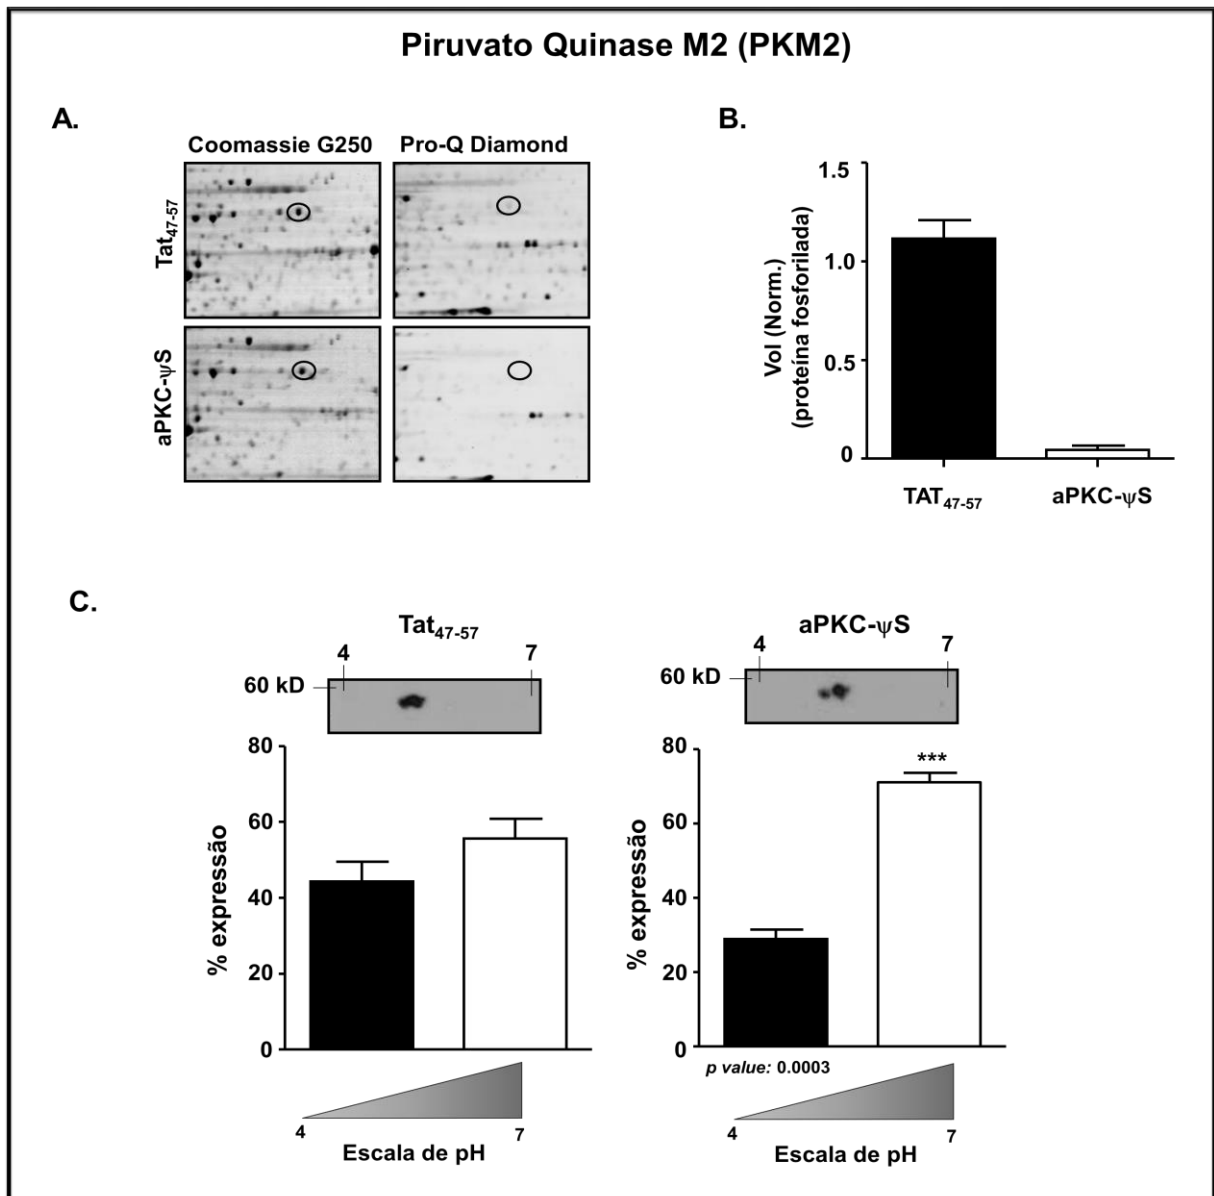 Piruvato Quinase M2 (PKM2)
A.
Coomassie G250
Pro-Q Diamond
Tat47-57
aPKC-ψS
B.
Vol (Norm.)
(proteína fosforilada)
1.5
1.0
0.5
0
TAT47-57
aPKC-ψS
C.
Tat47-57
4
7
60 kD
% expressão
80
60
40
20
0
4
7
Escala de pH
aPKC-ψS
4
7
60 kD
% expressão
80
60
40
20
0
***
p value: 0.0003
4
7
Escala de pH